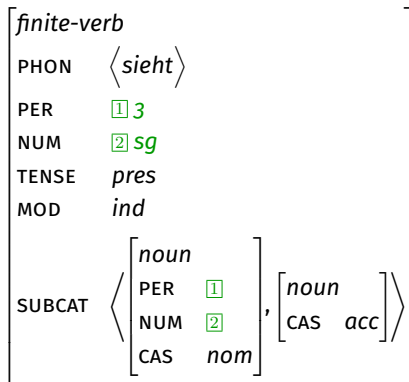 finite-verb
PHON ⟨sieht⟩
PER 1 3
NUM 2 sg
TENSE pres
MOD ind
SUBCAT ⟨[noun PER 1 NUM 2 CAS nom], [noun CAS acc]⟩